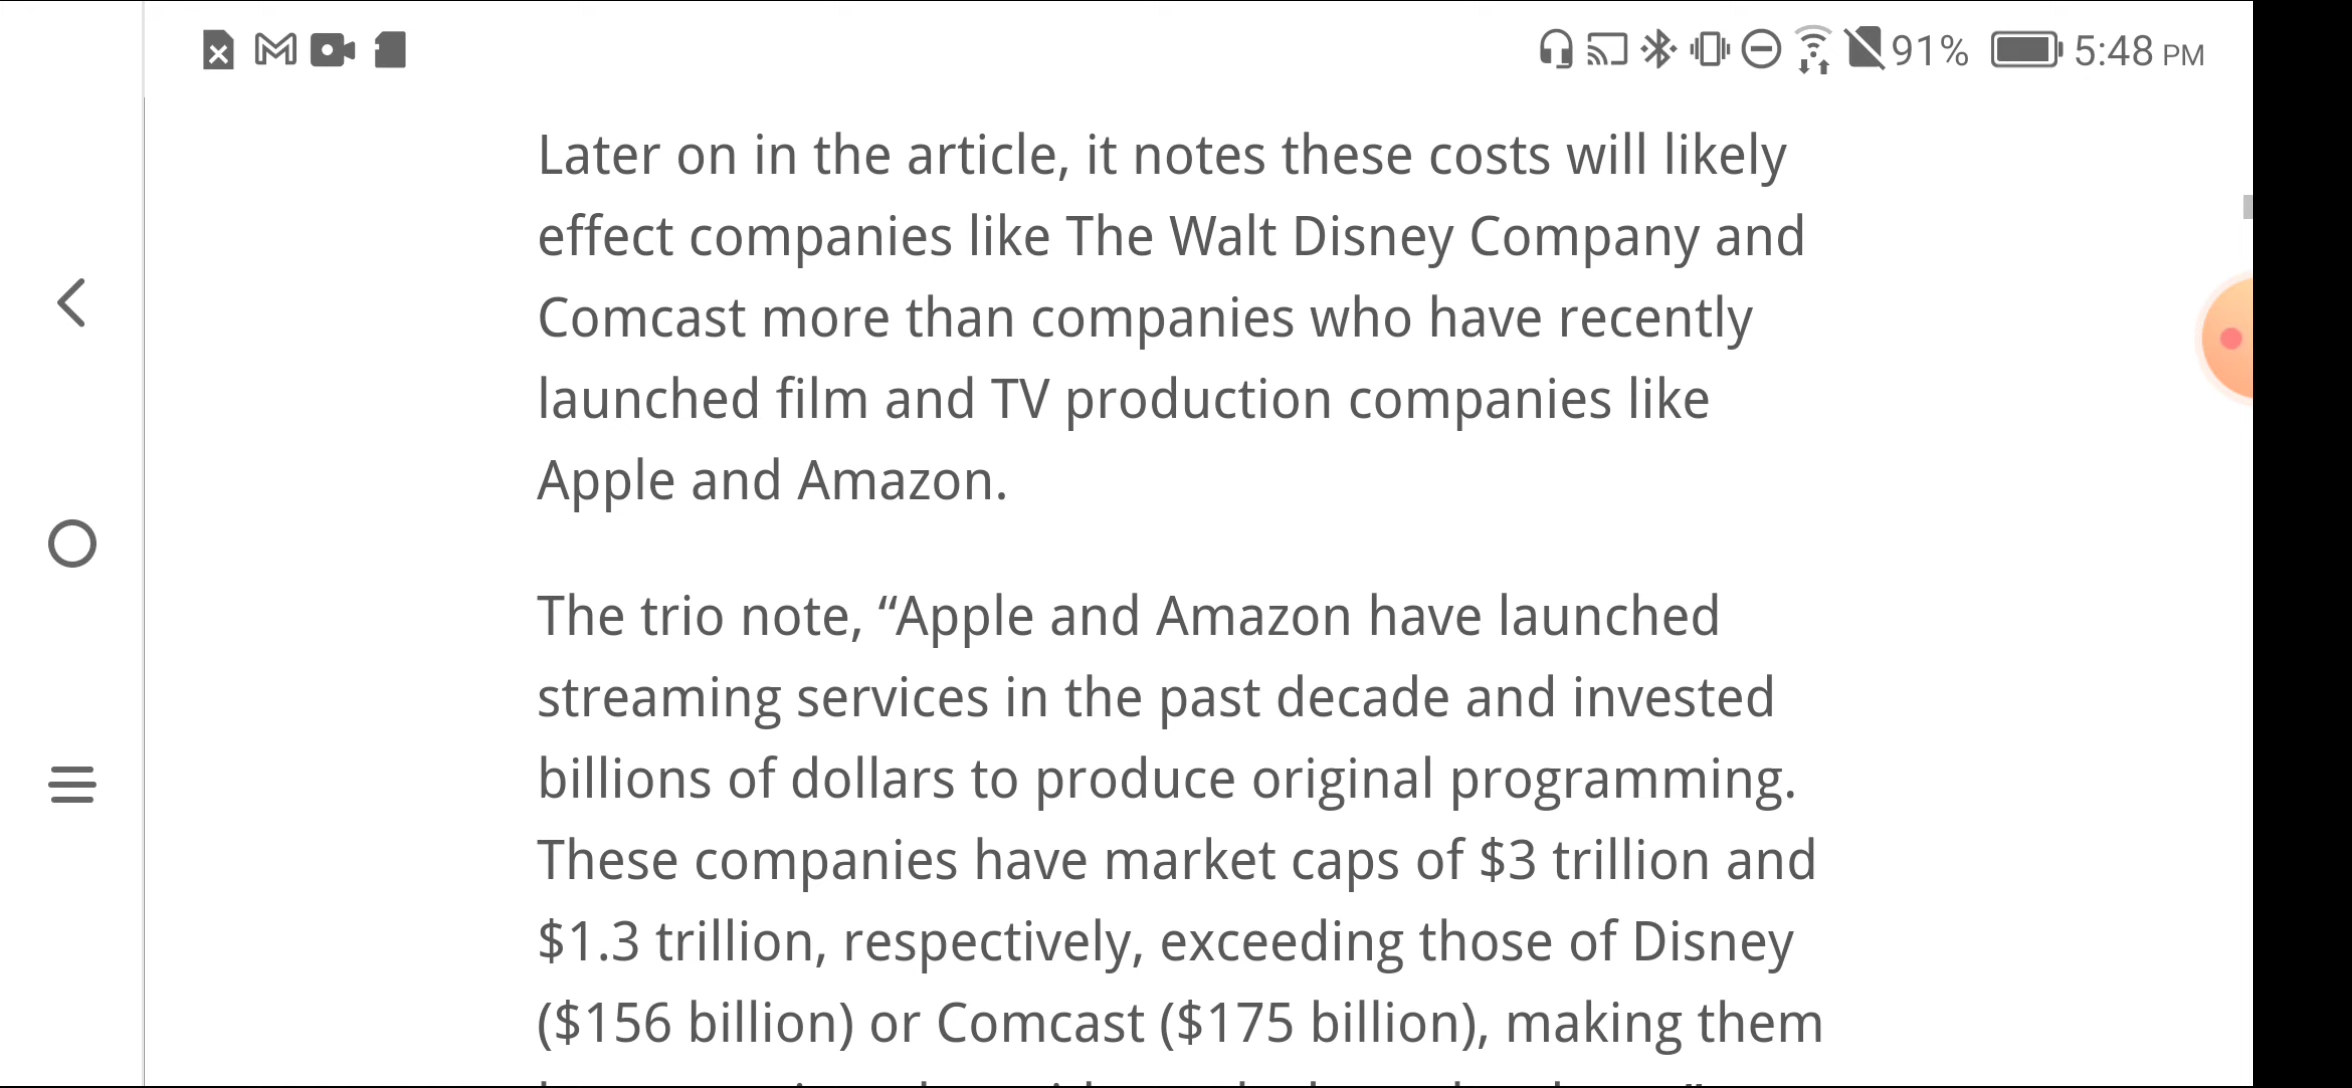 91% 5:48 PM
Later on in the article, it notes these costs will likely
effect companies like The Walt Disney Company and
Comcast more than companies who have recently
launched film and TV production companies like
Apple and Amazon.
The trio note, “Apple and Amazon have launched
streaming services in the past decade and invested
billions of dollars to produce original programming.
These companies have market caps of $3 trillion and
$1.3 trillion, respectively, exceeding those of Disney
($156 billion) or Comcast ($175 billion), making them